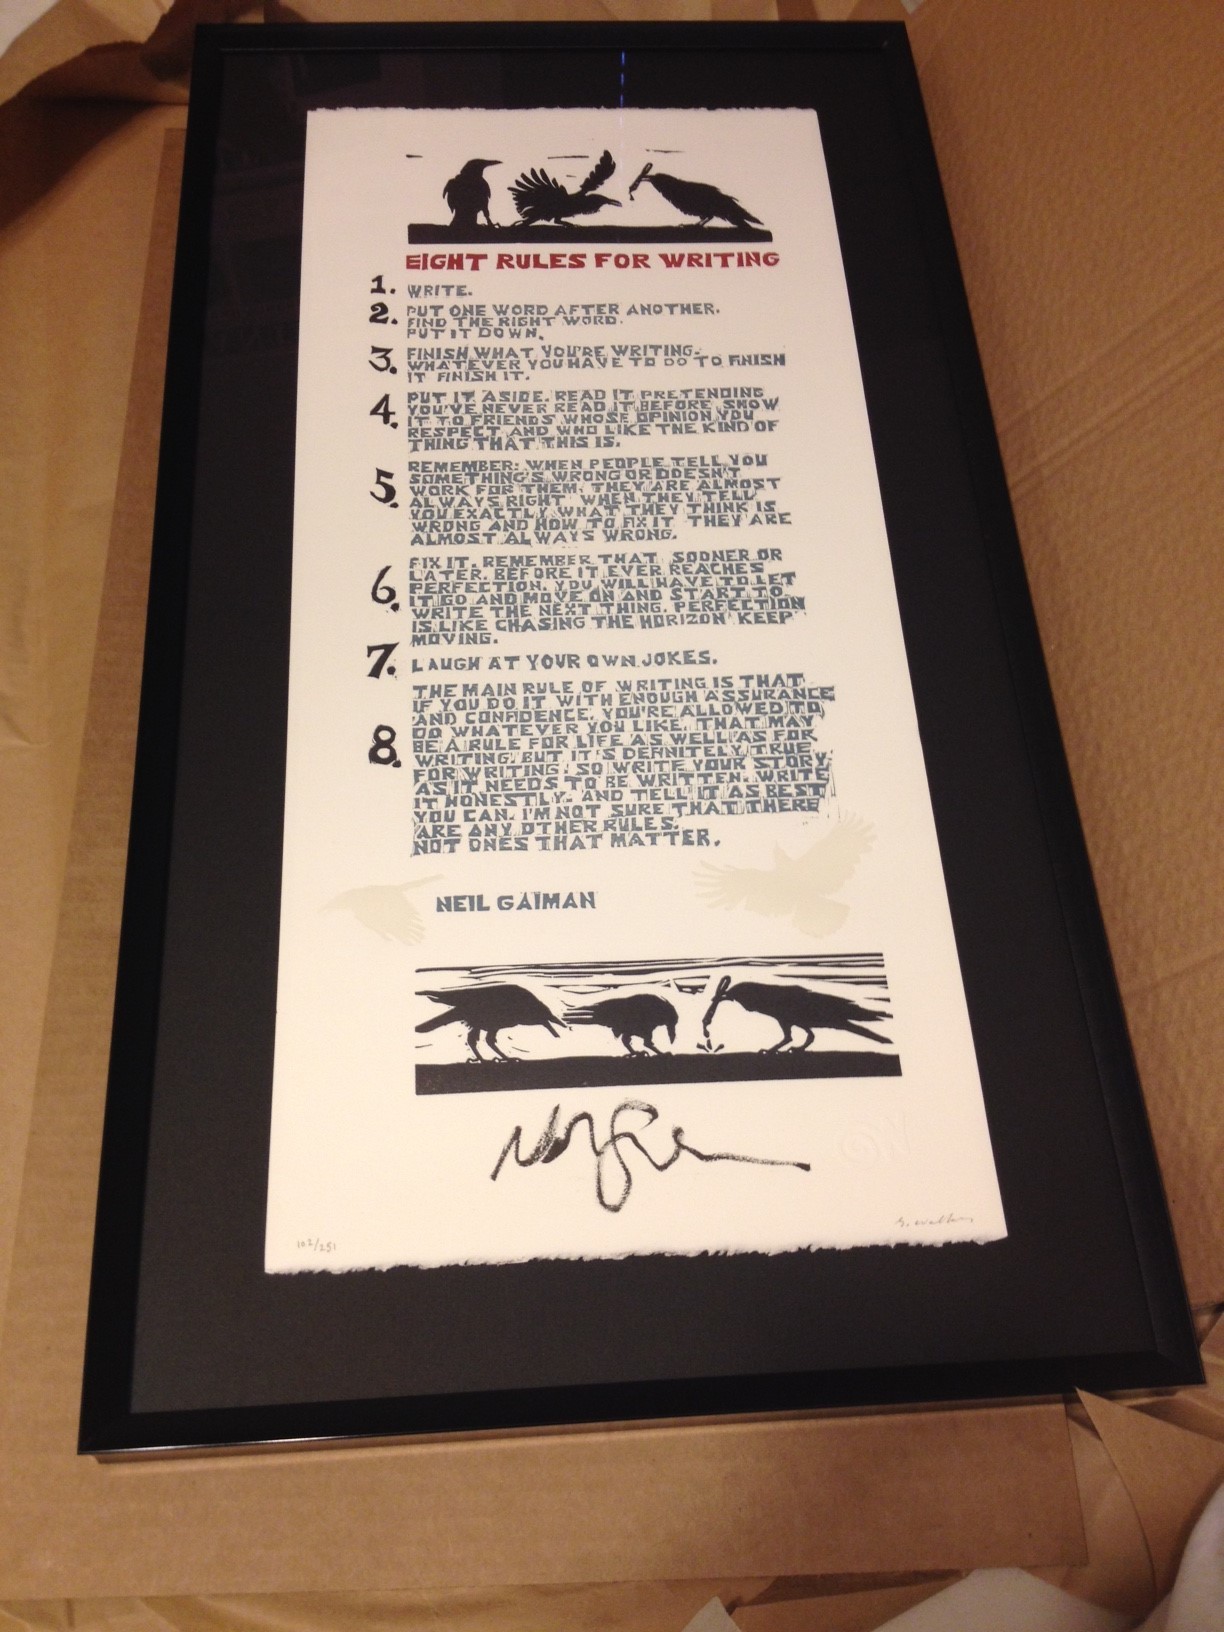 EIGHT RULES FOR WRITING
1. WRITE.
2. PUT ONE WORD AFTER ANOTHER.
FIND THE RIGHT WORD.
PUT IT DOWN.
3. FINISH WHAT YOU'RE WRITING.
WHATEVER YOU HAVE TO DO TO FINISH
IT FINISH IT.
4. PUT IT ASIDE. READ IT PRETENDING
YOU'VE NEVER READ IT BEFORE. SHOW
IT TO FRIENDS WHOSE OPINION YOU
RESPECT AND WHO LIKE THE KIND OF
THING THAT THIS IS.
5. REMEMBER: WHEN PEOPLE TELL YOU
SOMETHING'S WRONG OR DOESN'T
WORK FOR THEM, THEY ARE ALMOST
ALWAYS RIGHT. WHEN THEY TELL
YOU EXACTLY WHAT THEY THINK IS
WRONG AND HOW TO FIX IT THEY ARE
ALMOST ALWAYS WRONG.
6. FIX IT. REMEMBER THAT SOONER OR
LATER, BEFORE IT EVER REACHES
PERFECTION, YOU WILL HAVE TO LET
IT GO AND MOVE ON AND START TO
WRITE THE NEXT THING. PERFECTION
IS LIKE CHASING THE HORIZON KEEP
MOVING.
7. LAUGH AT YOUR OWN JOKES.
8. THE MAIN RULE OF WRITING IS THAT
IF YOU DO IT WITH ENOUGH ASSURANCE
AND CONFIDENCE, YOU'RE ALLOWED TO
DO WHATEVER YOU LIKE. THAT MAY
BE A RULE FOR LIFE AS WELL AS FOR
WRITING, BUT IT'S DEFINITELY TRUE
FOR WRITING. SO WRITE YOUR STORY
AS IT NEEDS TO BE WRITTEN. WRITE
IT HONESTLY. AND TELL IT AS BEST
YOU CAN. I'M NOT SURE THAT THERE
ARE ANY OTHER RULES.
NOT ONES THAT MATTER.
NEIL GAIMAN
102/251